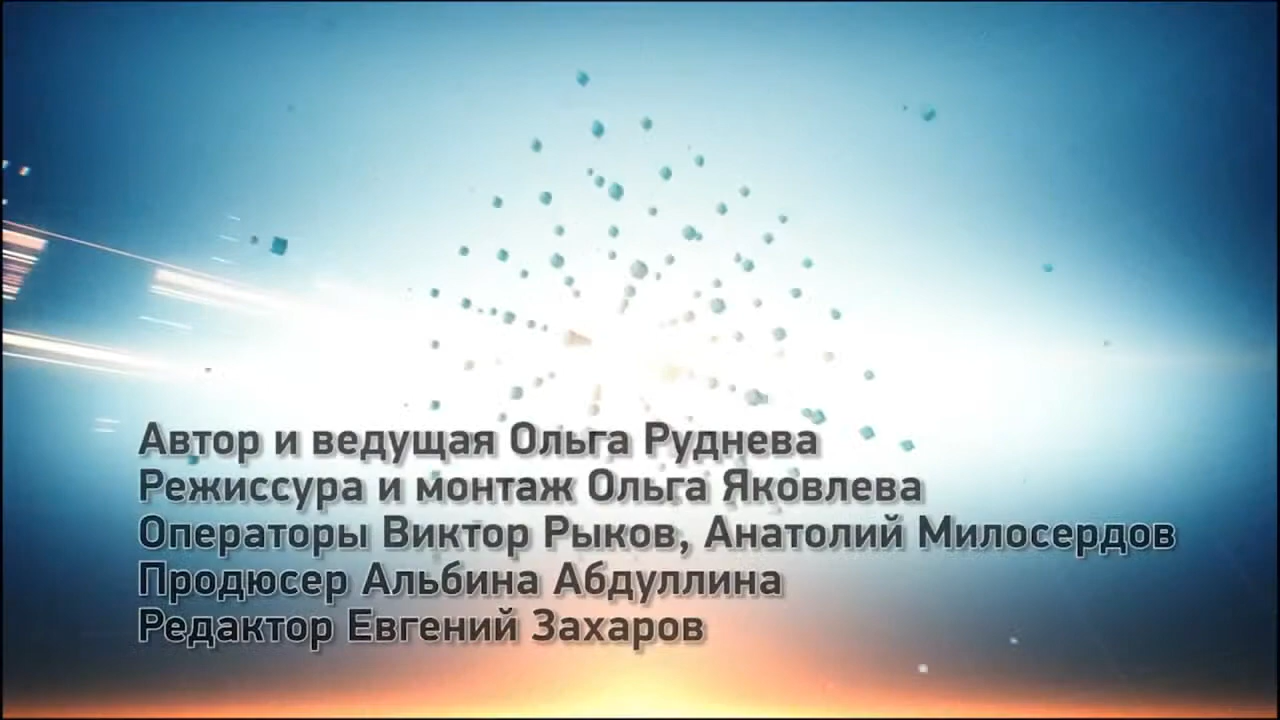 Автор и ведущая Ольга Руднева
Режиссура и монтаж Ольга Яковлева
Операторы Виктор Рыков, Анатолий Милосердов
Продюсер Альбина Абдуллина
Редактор Евгений Захаров